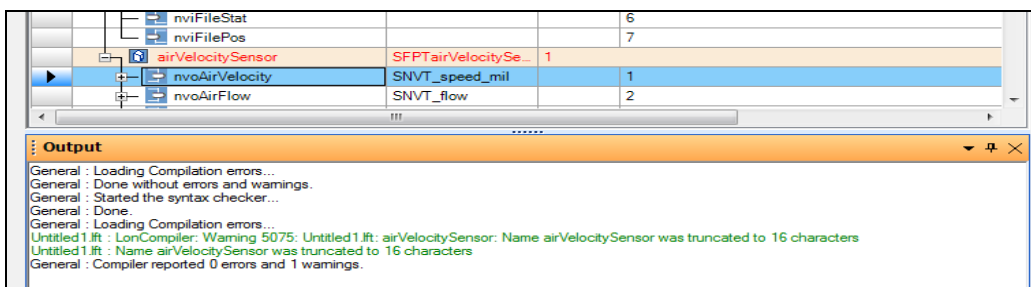 nviFileStat 6
nviFilePos 7
airVelocitySensor SFPTairVelocitySe... 1
nvoAirVelocity SNVT_speed_mil 1
nvoAirFlow SNVT_flow 2
Output
General : Loading Compilation errors...
General : Done without errors and warnings.
General : Started the syntax checker...
General : Done.
General : Loading Compilation errors...
Untitled1.lft : LonCompiler: Warning 5075: Untitled1.lft: airVelocitySensor: Name airVelocitySensor was truncated to 16 characters
Untitled1.lft : Name airVelocitySensor was truncated to 16 characters
General : Compiler reported 0 errors and 1 warnings.